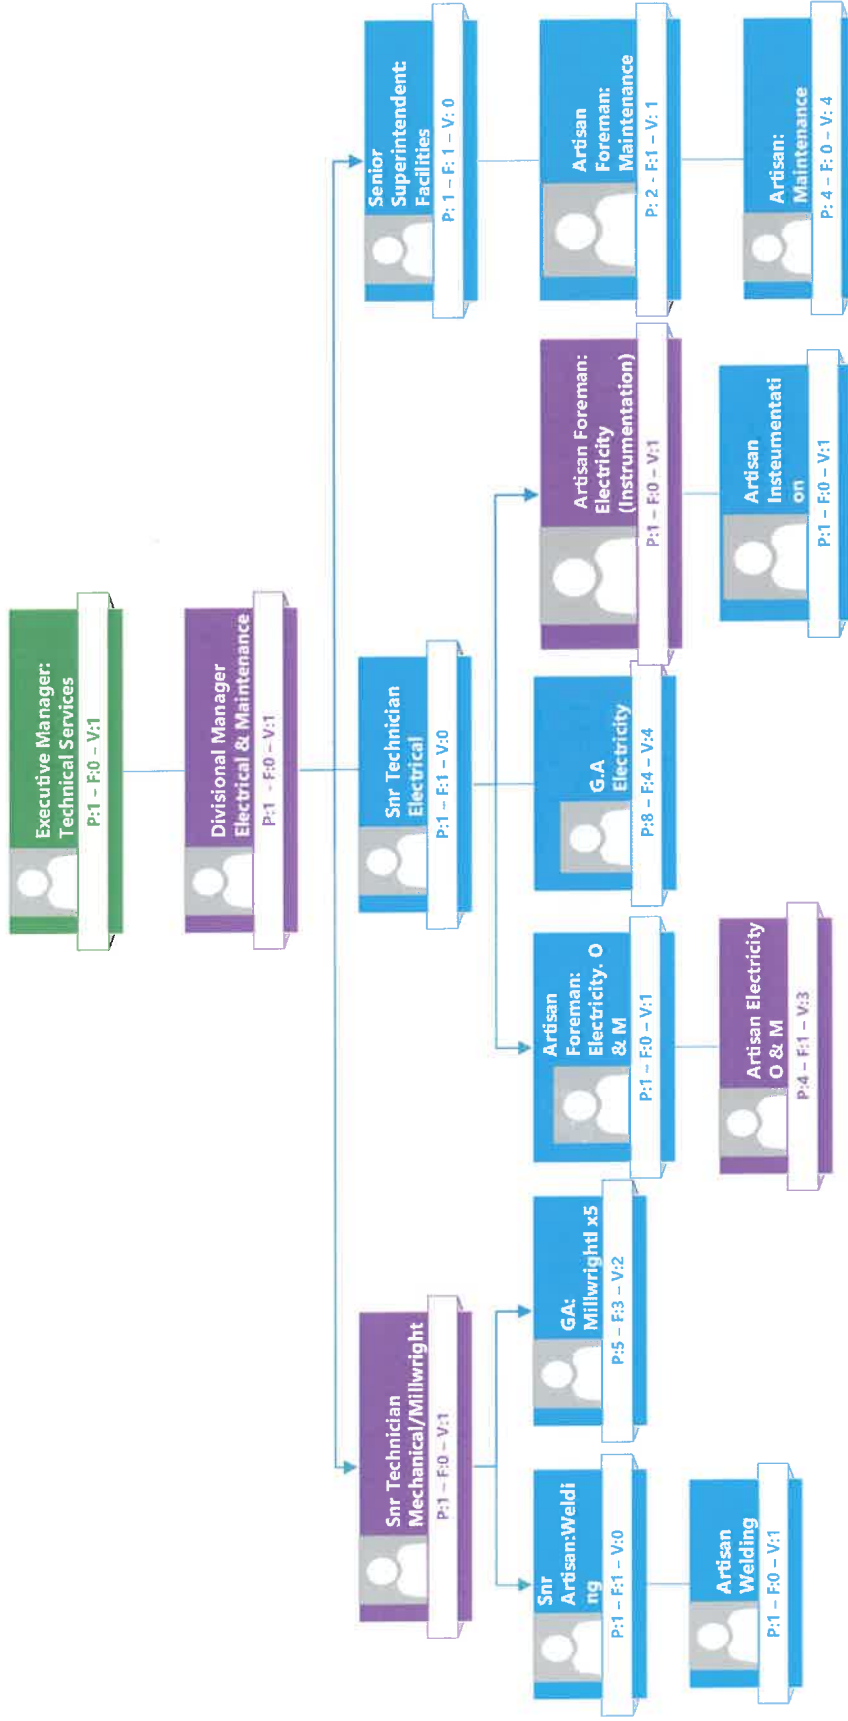 Executive Manager:
Technical Services
P:1 – F:0 – V:1
Divisional Manager
Electrical & Maintenance
P:1 - F:0 – V:1
Snr Technician
Mechanical/Millwright
P:1 – F:0 – V:1
Snr Technician
Electrical
P:1 – F:1 – V:0
Senior
Superintendent:
Facilities
P: 1 – F: 1 – V: 0
Snr
Artisan:Weldi
ng
P:1 – F:1 – V:0
GA:
Millwrightl x5
P:5 – F:3 – V:2
Artisan
Foreman:
Electricity. O
& M
P:1 – F:0 – V:1
G.A
Electricity
P:8 – F:4 – V:4
Artisan Foreman:
Electricity
(Instrumentation)
P:1 – F:0 – V:1
Artisan
Foreman:
Maintenance
P: 2 - F:1 – V: 1
Artisan
Welding
P:1 – F:0 – V:1
Artisan Electricity
O & M
P:4 – F:1 – V:3
Artisan
Insteumentati
on
P:1 – F:0 – V:1
Artisan:
Maintenance
P: 4 – F: 0 – V: 4